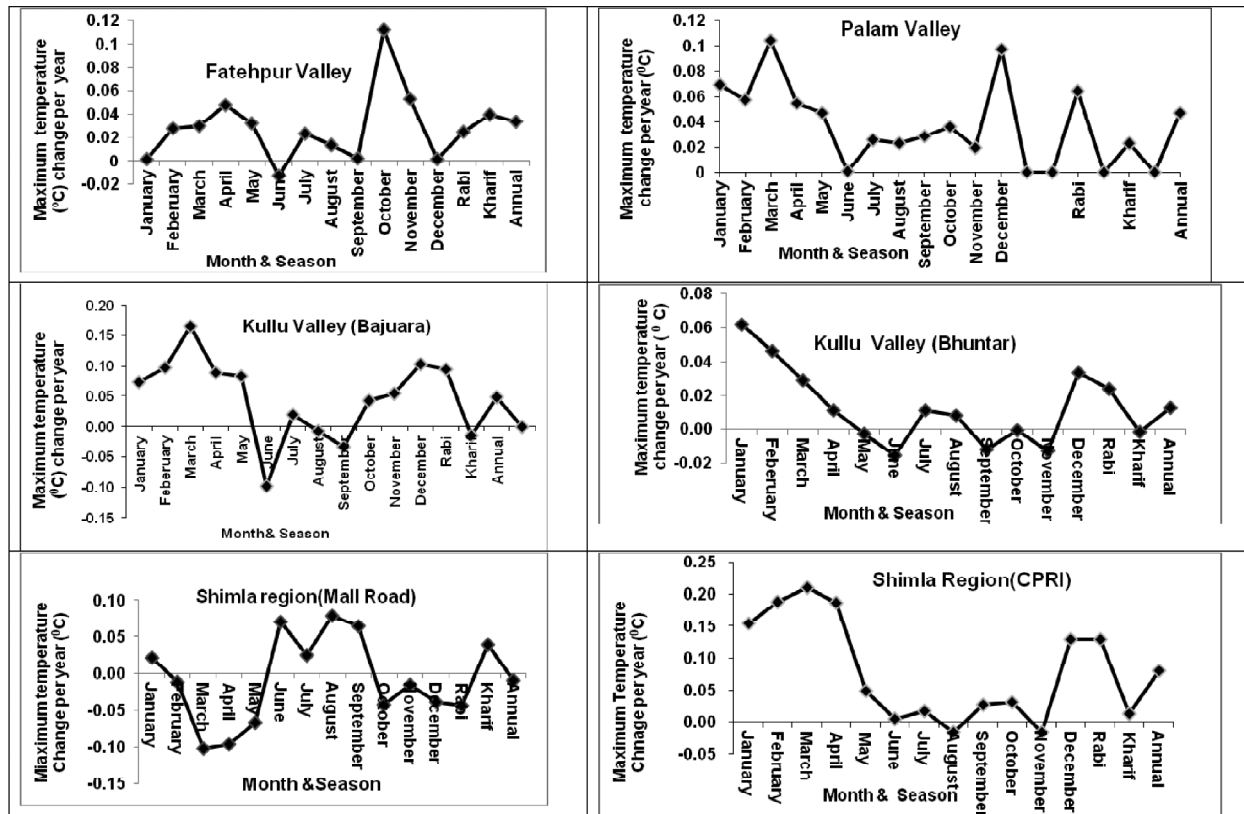 Fatehpur Valley
Maximum temperature
(⁰C) change per year
0.12
0.1
0.08
0.06
0.04
0.02
0
-0.02
January
Feberuary
March
April
May
June
July
August
September
October
November
December
Rabi
Kharif
Annual
Month & Season
Palam Valley
Maximum temperature
change per year (⁰C)
0.12
0.1
0.08
0.06
0.04
0.02
0
January
February
March
April
May
June
July
August
September
October
November
December
Rabi
Kharif
Annual
Month & Season
Kullu Valley (Bajuara)
Maximum temperature
(⁰C) change per year
0.20
0.15
0.10
0.05
0.00
-0.05
-0.10
-0.15
January
Feberuary
March
April
May
June
July
August
September
October
November
December
Rabi
Kharif
Annual
Month& Season
Kullu Valley (Bhuntar)
Maximum temperature
change per year (⁰ C)
0.08
0.06
0.04
0.02
0.00
-0.02
January
Feberuary
March
April
May
June
July
August
September
October
November
December
Rabi
Kharif
Annual
Month & Season
Shimla region(Mall Road)
Miaximum temperature
Change per year (⁰C)
0.10
0.05
0.00
-0.05
-0.10
-0.15
January
February
March
April
May
June
July
August
September
October
November
December
Rabi
Kharif
Annual
Month &Season
Shimla Region(CPRI)
Maximum Temperature
Chnage per year (⁰C)
0.25
0.20
0.15
0.10
0.05
0.00
-0.05
January
February
March
April
May
June
July
August
September
October
November
December
Rabi
Kharif
Annual
Month & Season